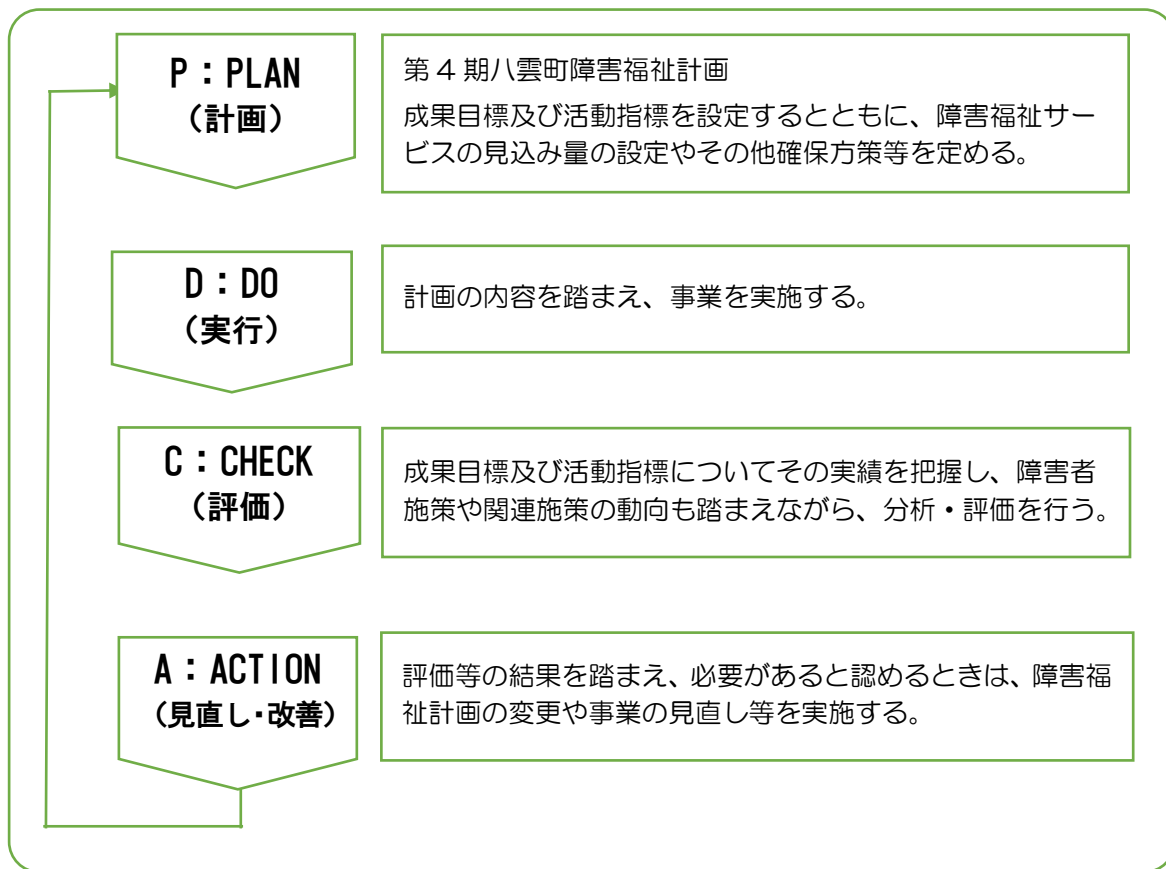 P:PLAN
(計画)
第4期八雲町障害福祉計画
成果目標及び活動指標を設定するとともに、障害福祉サー
ビスの見込み量の設定やその他確保方策等を定める。
D:DO
(実行)
計画の内容を踏まえ、事業を実施する。
C:CHECK
(評価)
成果目標及び活動指標についてその実績を把握し、障害者
施策や関連施策の動向も踏まえながら、分析・評価を行う。
A:ACTION
(見直し・改善)
評価等の結果を踏まえ、必要があると認めるときは、障害福
祉計画の変更や事業の見直し等を実施する。